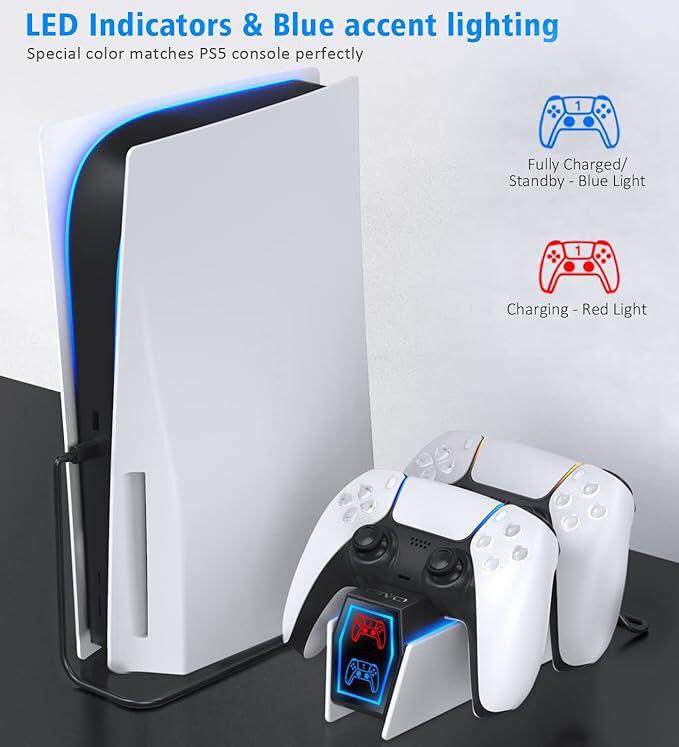 LED Indicators & Blue accent lighting
Special color matches PS5 console perfectly
1
Fully Charged/
Standby - Blue Light
1
Charging - Red Light
OIVO